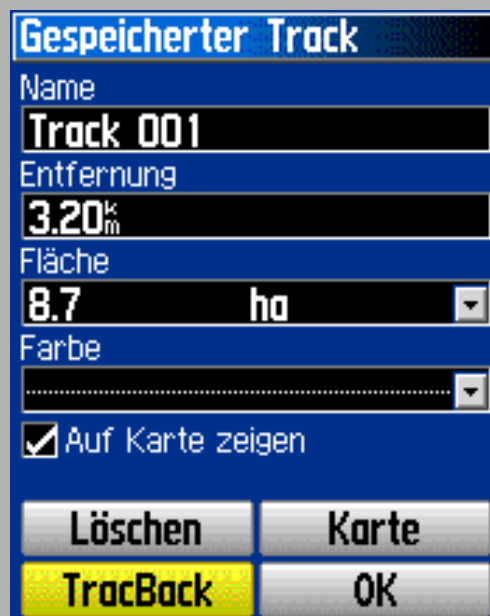 Gespeicherter Track
Name
Track 001
Entfernung
3.20km
Fläche
8.7 ha
Farbe
Auf Karte zeigen
Löschen Karte
TracBack OK